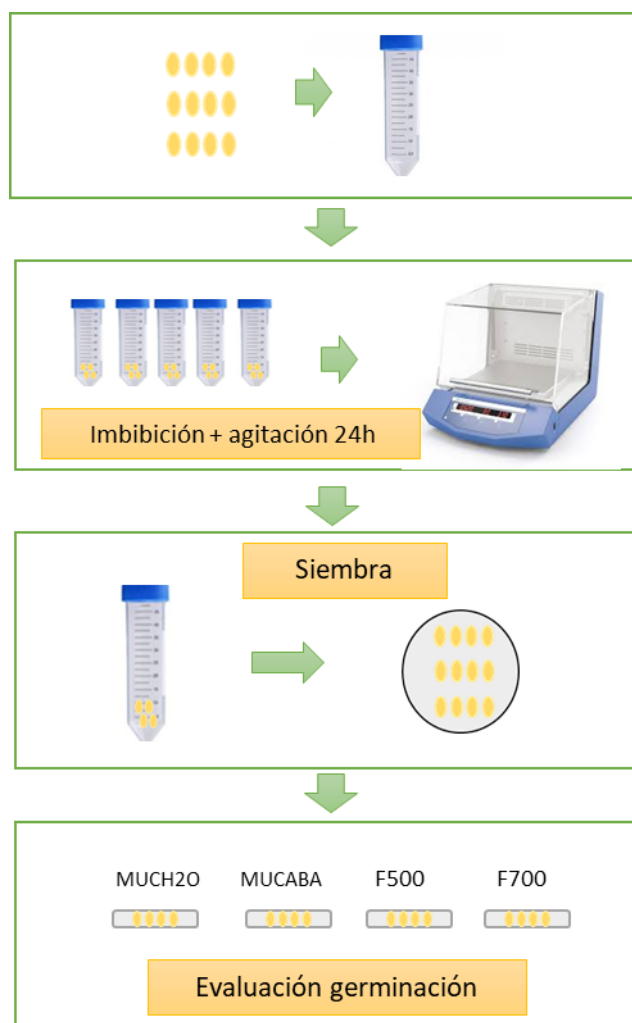 Imbibición + agitación 24h
Siembra
MUCH2O MUCABA F500 F700
Evaluación germinación